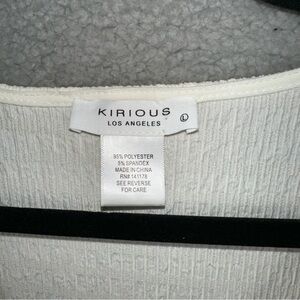 KIRIOUS
LOS ANGELES
L
95% POLYESTER
5% SPANDEX
MADE IN CHINA
RN# 141178
SEE REVERSE
FOR CARE